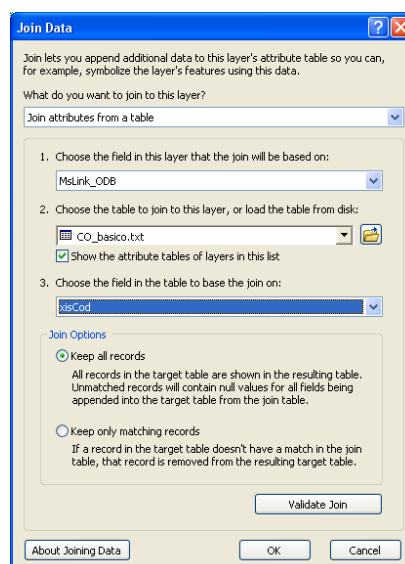 Join Data
Join lets you append additional data to this layer's attribute table so you can,
for example, symbolize the layer's features using this data.
What do you want to join to this layer?
Join attributes from a table
1. Choose the field in this layer that the join will be based on:
MsLink_ODB
2. Choose the table to join to this layer, or load the table from disk:
CO_basico.txt
Show the attribute tables of layers in this list
3. Choose the field in the table to base the join on:
xisCod
Join Options
Keep all records
All records in the target table are shown in the resulting table.
Unmatched records will contain null values for all fields being
appended into the target table from the join table.
Keep only matching records
If a record in the target table doesn't have a match in the join
table, that record is removed from the resulting target table.
Validate Join
About Joining Data
OK
Cancel